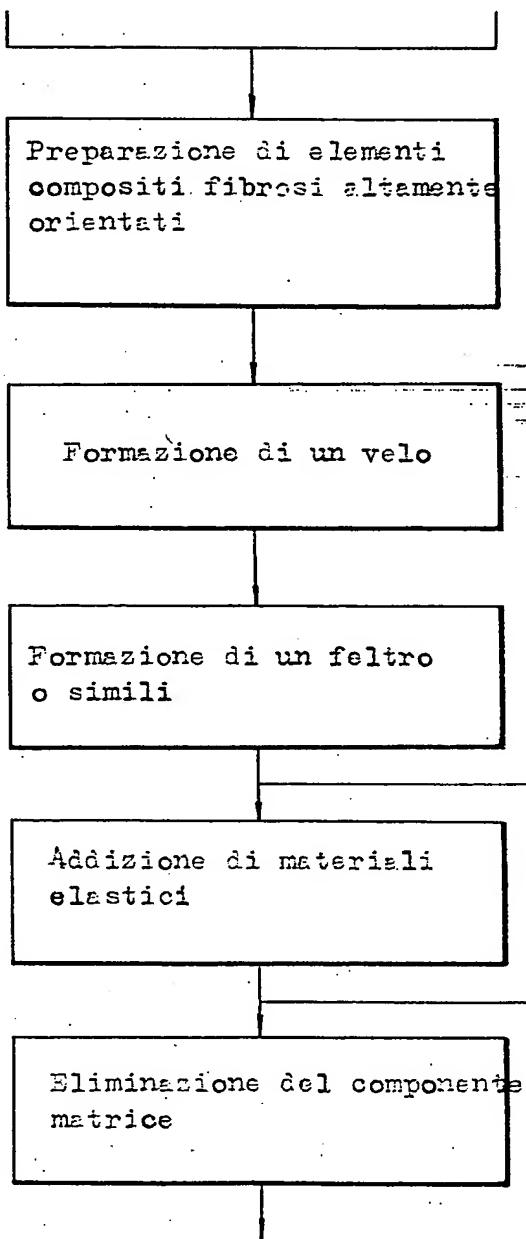 Preparazione di elementi
compositi fibrosi altamente
orientati
Formazione di un velo
Formazione di un feltro
o simili
Addizione di materiali
elastici
Eliminazione del componente
matrice